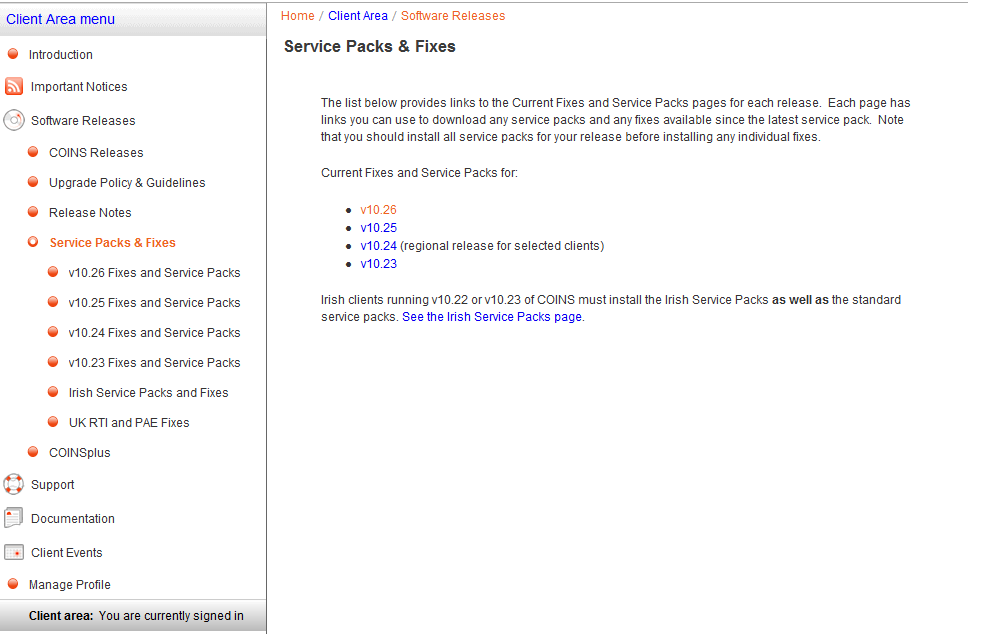 Client Area menu
Introduction
Important Notices
Software Releases
COINS Releases
Upgrade Policy & Guidelines
Release Notes
Service Packs & Fixes
v10.26 Fixes and Service Packs
v10.25 Fixes and Service Packs
v10.24 Fixes and Service Packs
v10.23 Fixes and Service Packs
Irish Service Packs and Fixes
UK RTI and PAE Fixes
COINSplus
Support
Documentation
Client Events
Manage Profile
Client area: You are currently signed in
Home / Client Area / Software Releases
Service Packs & Fixes
The list below provides links to the Current Fixes and Service Packs pages for each release. Each page has
links you can use to download any service packs and any fixes available since the latest service pack. Note
that you should install all service packs for your release before installing any individual fixes.
Current Fixes and Service Packs for:
• v10.26
• v10.25
• v10.24 (regional release for selected clients)
• v10.23
Irish clients running v10.22 or v10.23 of COINS must install the Irish Service Packs as well as the standard
service packs. See the Irish Service Packs page.